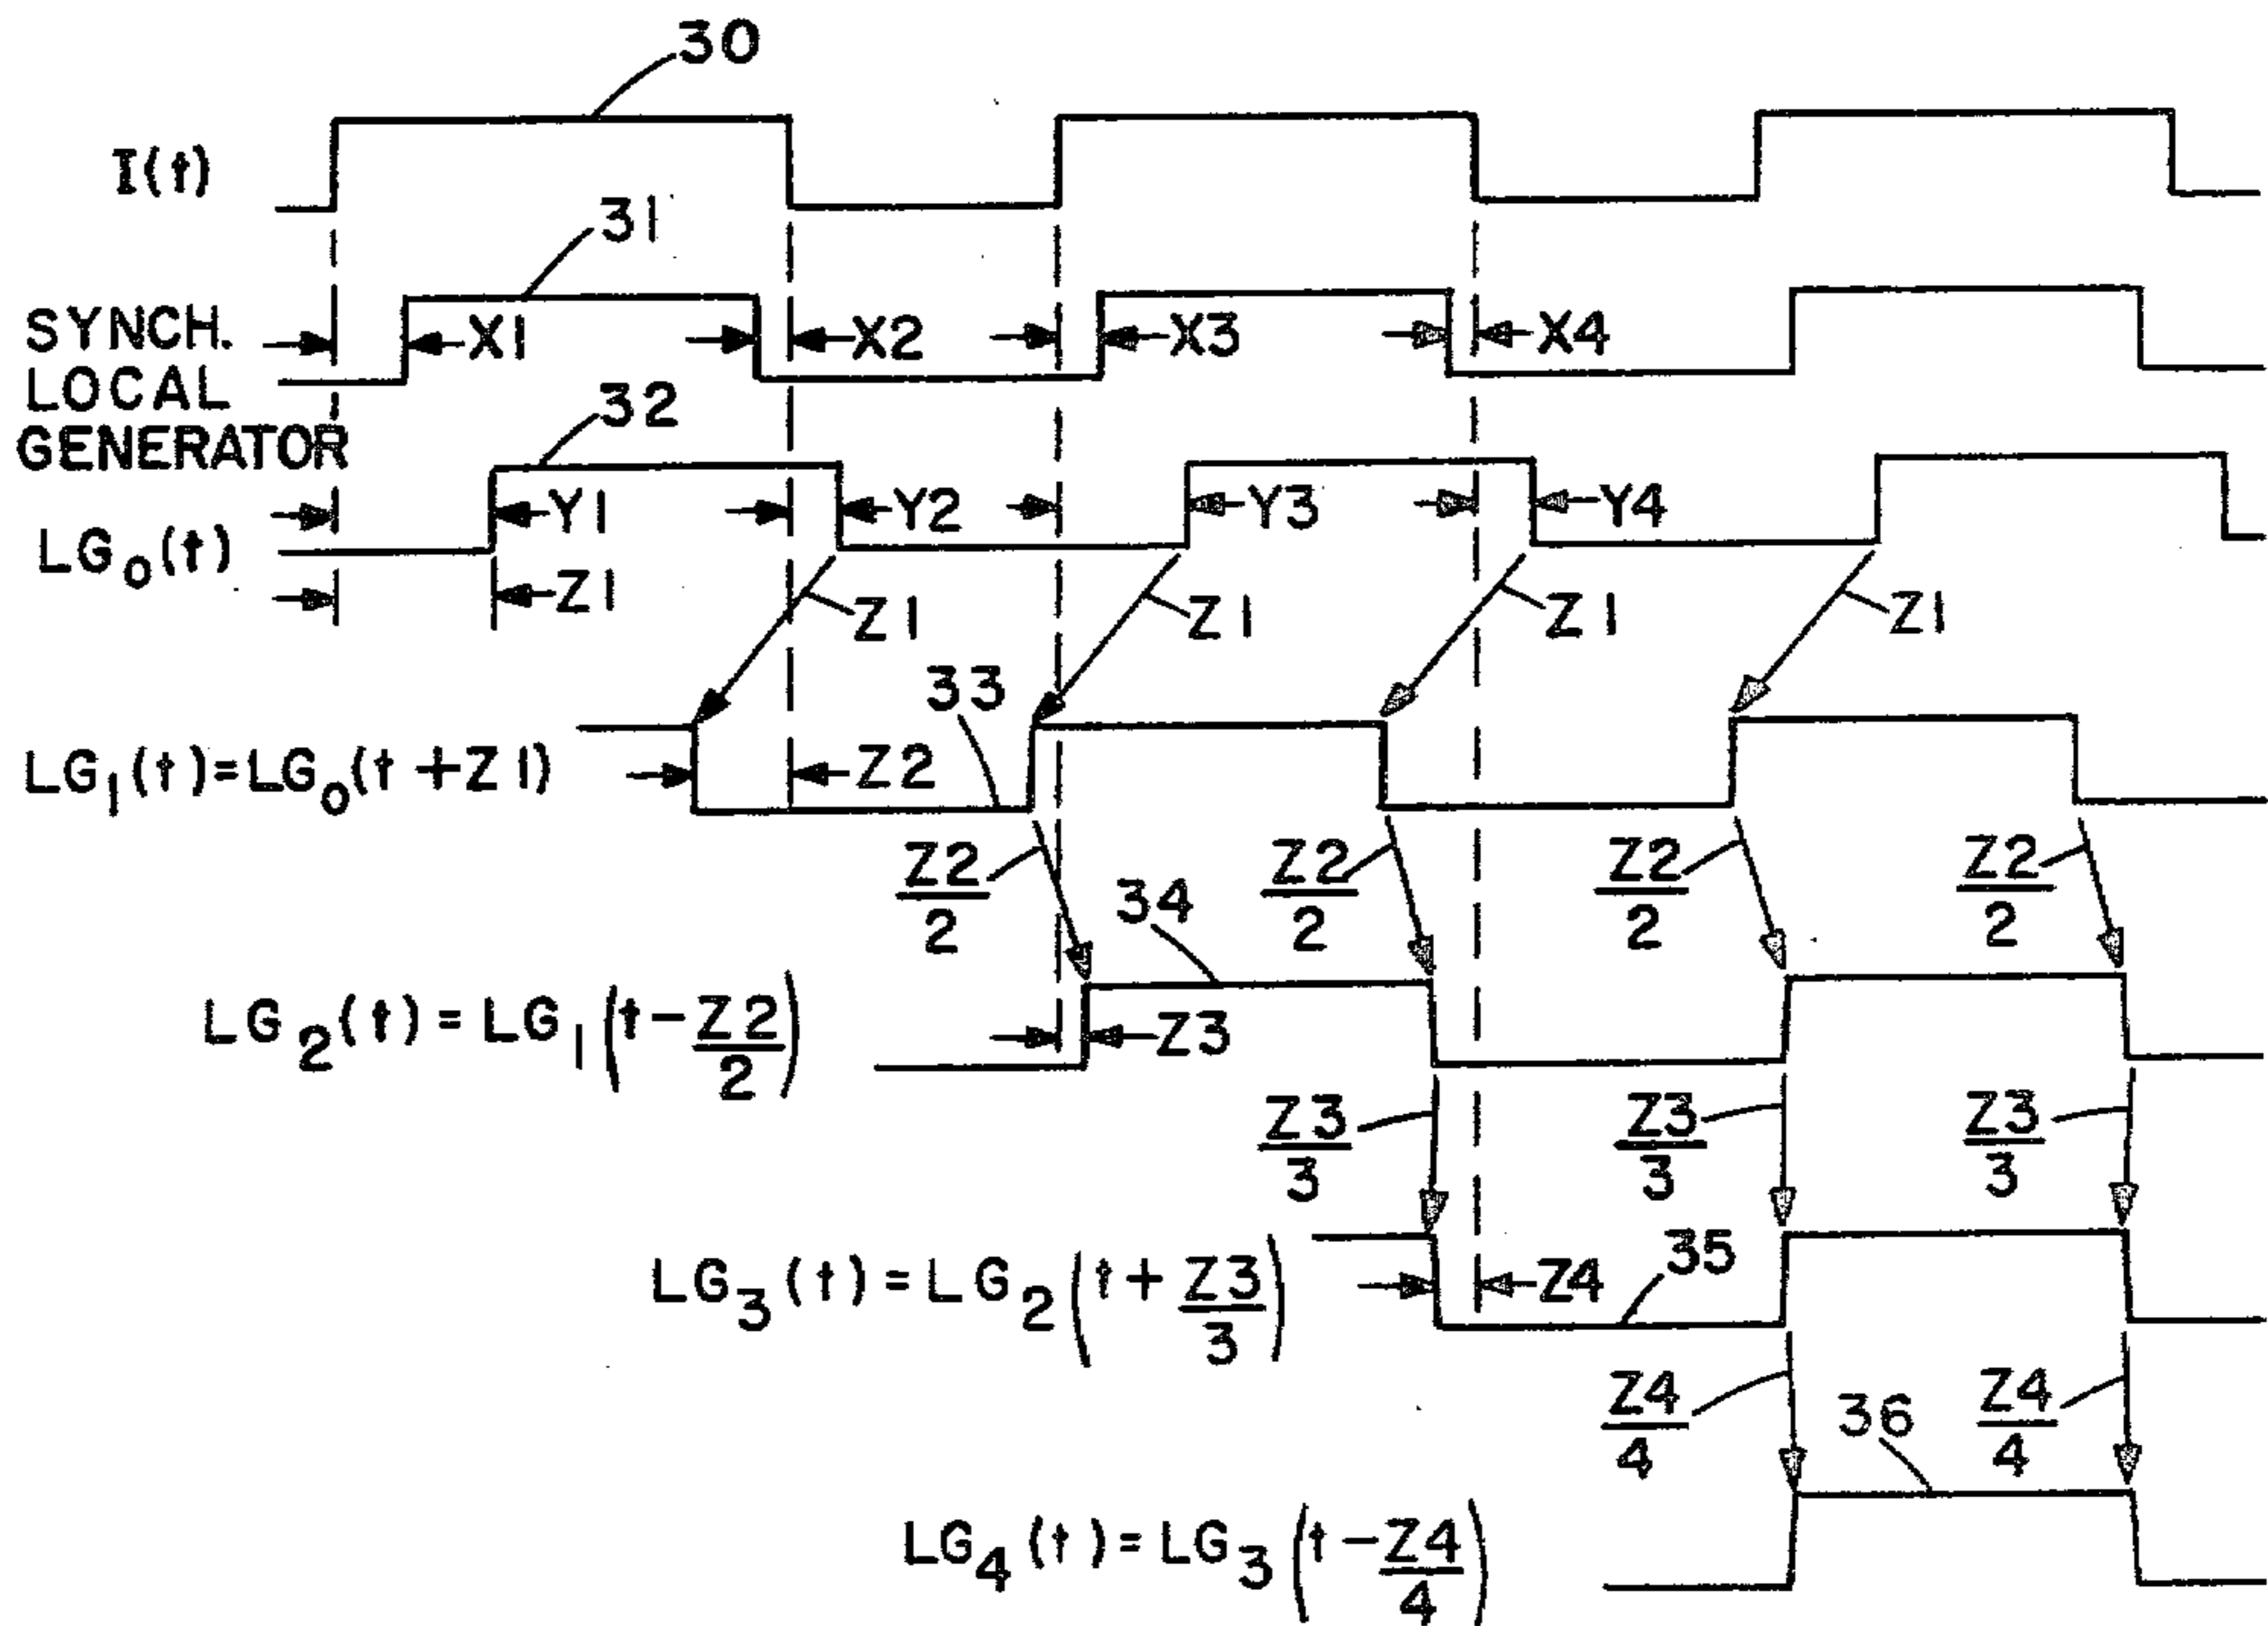 30
I(t)
31
SYNCH.
LOCAL
GENERATOR
X1
X2
X3
X4
32
LG₀(t)
Y1
Y2
Y3
Y4
Z1
Z1
Z1
Z1
Z1
33
LG₁(t)=LG₀(t+Z1)
Z2
Z2/2
Z2/2
Z2/2
Z2/2
34
LG₂(t)=LG₁(t-Z2/2)
Z3
Z3/3
Z3/3
Z3/3
LG₃(t)=LG₂(t+Z3/3)
Z4
35
Z4/4
Z4/4
36
LG₄(t)=LG₃(t-Z4/4)